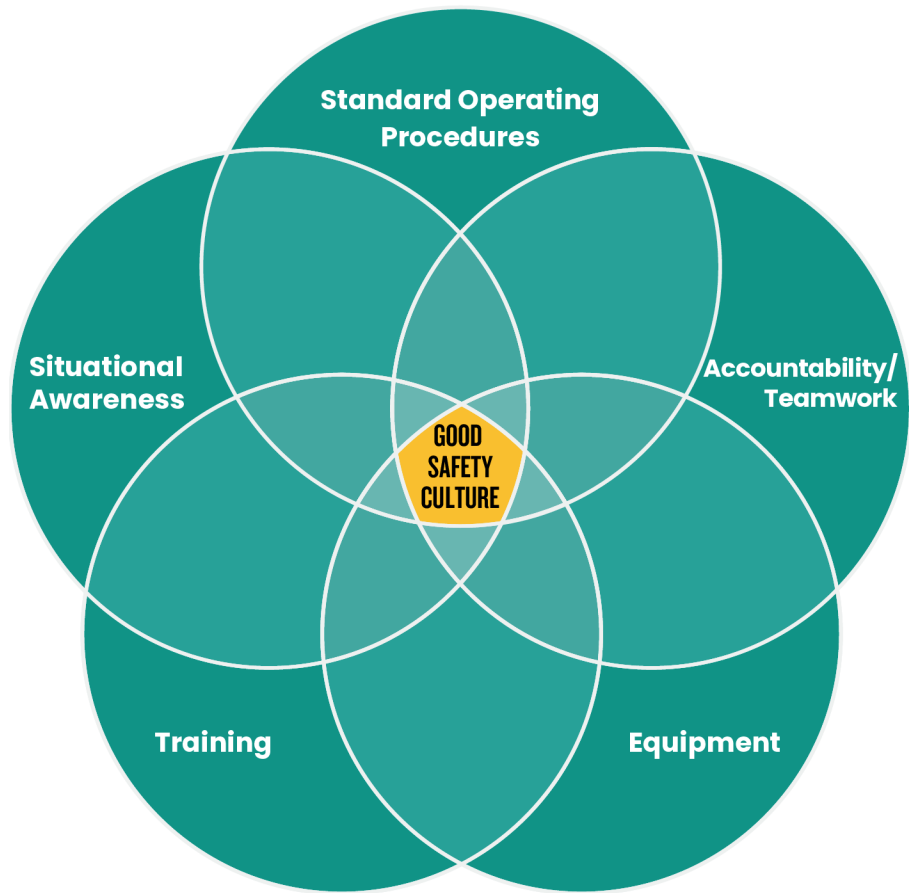 Standard Operating
Procedures
Situational
Awareness
Accountability/
Teamwork
GOOD
SAFETY
CULTURE
Training
Equipment